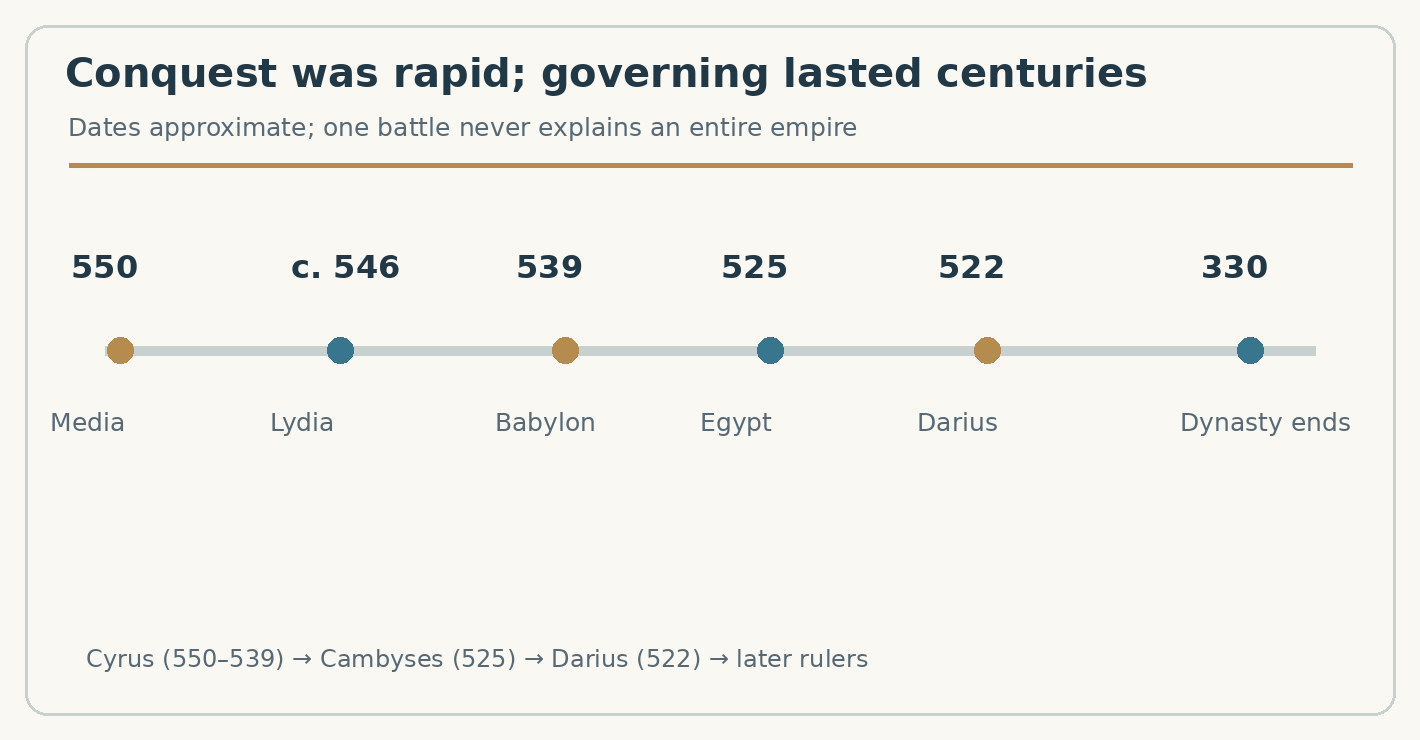 Conquest was rapid; governing lasted centuries
Dates approximate; one battle never explains an entire empire
550 c. 546 539 525 522 330
Media Lydia Babylon Egypt Darius Dynasty ends
Cyrus (550–539) → Cambyses (525) → Darius (522) → later rulers